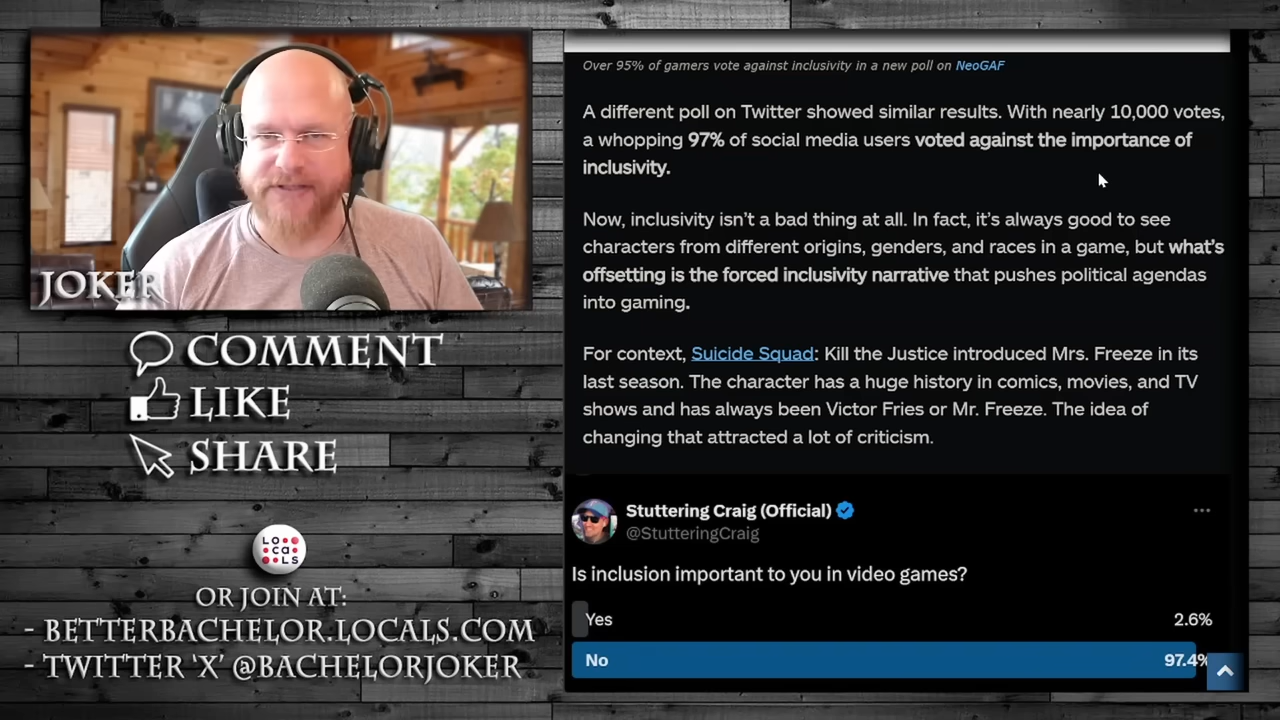 JOKER
COMMENT
LIKE
SHARE
LOcaLS
OR JOIN AT:
- BETTERBACHELOR.LOCALS.COM
- TWITTER 'X' @BACHELORJOKER
Over 95% of gamers vote against inclusivity in a new poll on NeoGAF
A different poll on Twitter showed similar results. With nearly 10,000 votes,
a whopping 97% of social media users voted against the importance of
inclusivity.
Now, inclusivity isn't a bad thing at all. In fact, it's always good to see
characters from different origins, genders, and races in a game, but what's
offsetting is the forced inclusivity narrative that pushes political agendas
into gaming.
For context, Suicide Squad: Kill the Justice introduced Mrs. Freeze in its
last season. The character has a huge history in comics, movies, and TV
shows and has always been Victor Fries or Mr. Freeze. The idea of
changing that attracted a lot of criticism.
Stuttering Craig (Official)
@StutteringCraig
Is inclusion important to you in video games?
Yes 2.6%
No 97.4%